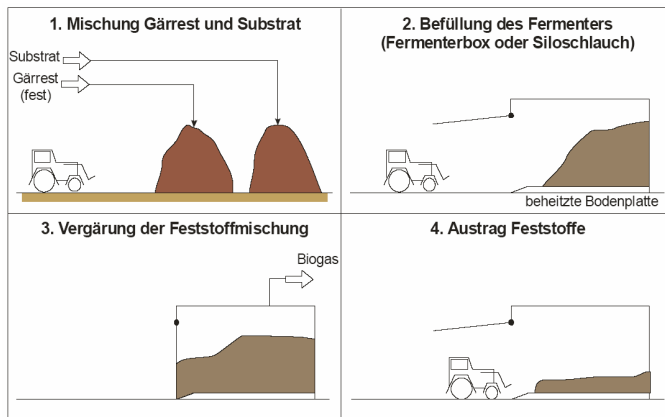 1. Mischung Gärrest und Substrat
Substrat
Gärrest
(fest)
2. Befüllung des Fermenters
(Fermenterbox oder Siloschlauch)
beheitzte Bodenplatte
3. Vergärung der Feststoffmischung
Biogas
4. Austrag Feststoffe